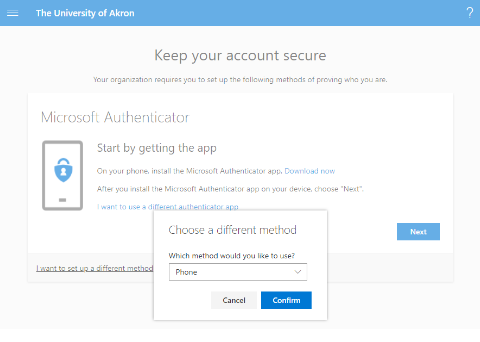 The University of Akron
?
Keep your account secure
Your organization requires you to set up the following methods of proving who you are.
Microsoft Authenticator
Start by getting the app
On your phone, install the Microsoft Authenticator app. Download now
After you install the Microsoft Authenticator app on your device, choose "Next".
I want to use a different authenticator app
Next
I want to set up a different method
Choose a different method
Which method would you like to use?
Phone
Cancel
Confirm